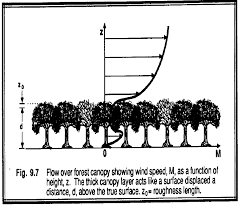 z
z₀
d
0
M
Fig. 9.7 Flow over forest canopy showing wind speed, M, as a function of
height, z. The thick canopy layer acts like a surface displaced a
distance, d, above the true surface. z₀= roughness length.